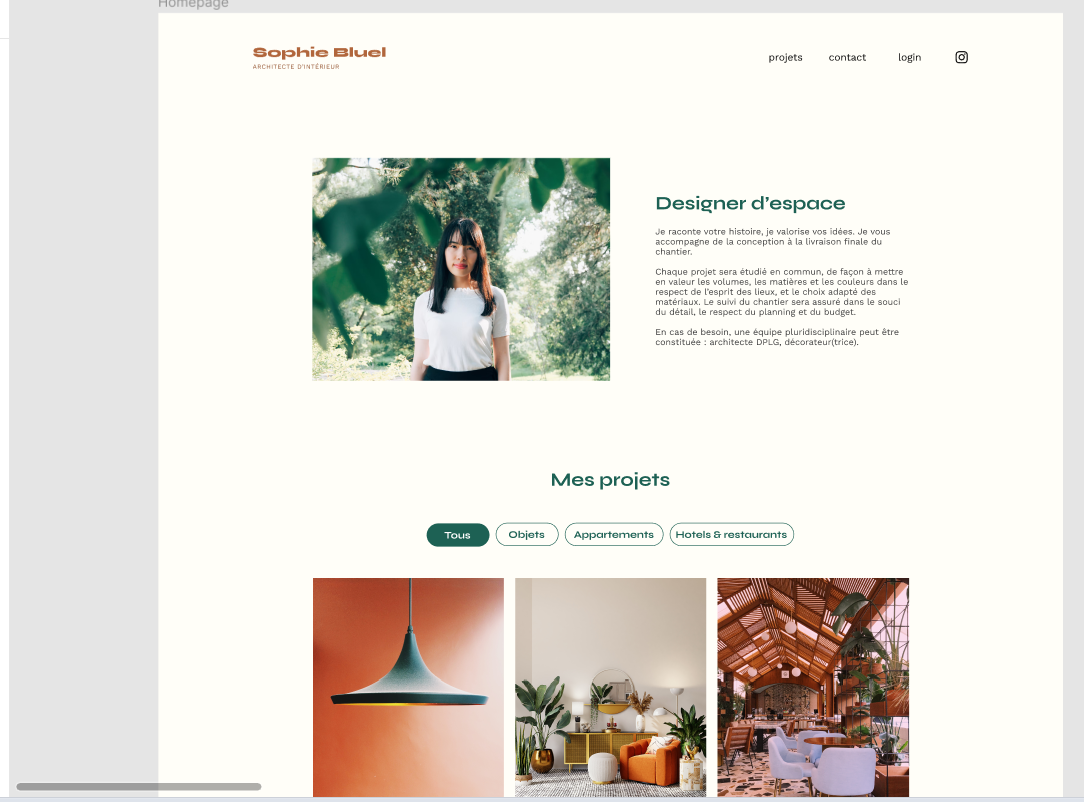 Homepage
Sophie Bluel
ARCHITECTE D'INTÉRIEUR
projets contact login
Designer d'espace
Je raconte votre histoire, je valorise vos idées. Je vous
accompagne de la conception à la livraison finale du
chantier.
Chaque projet sera étudié en commun, de façon à mettre
en valeur les volumes, les matières et les couleurs dans le
respect de l'esprit des lieux, et le choix adapté des
matériaux. Le suivi du chantier sera assuré dans le souci
du détail, le respect du planning et du budget.
En cas de besoin, une équipe pluridisciplinaire peut être
constituée : architecte DPLG, décorateur(trice).
Mes projets
Tous Objets Appartements Hotels & restaurants